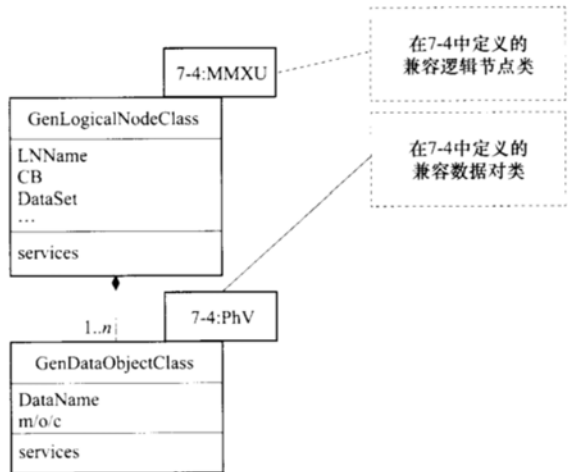 7-4:MMXU
在7-4中定义的
兼容逻辑节点类
GenLogicalNodeClass
LNName
CB
DataSet
…
services
在7-4中定义的
兼容数据对类
1..n
7-4:PhV
GenDataObjectClass
DataName
m/o/c
services